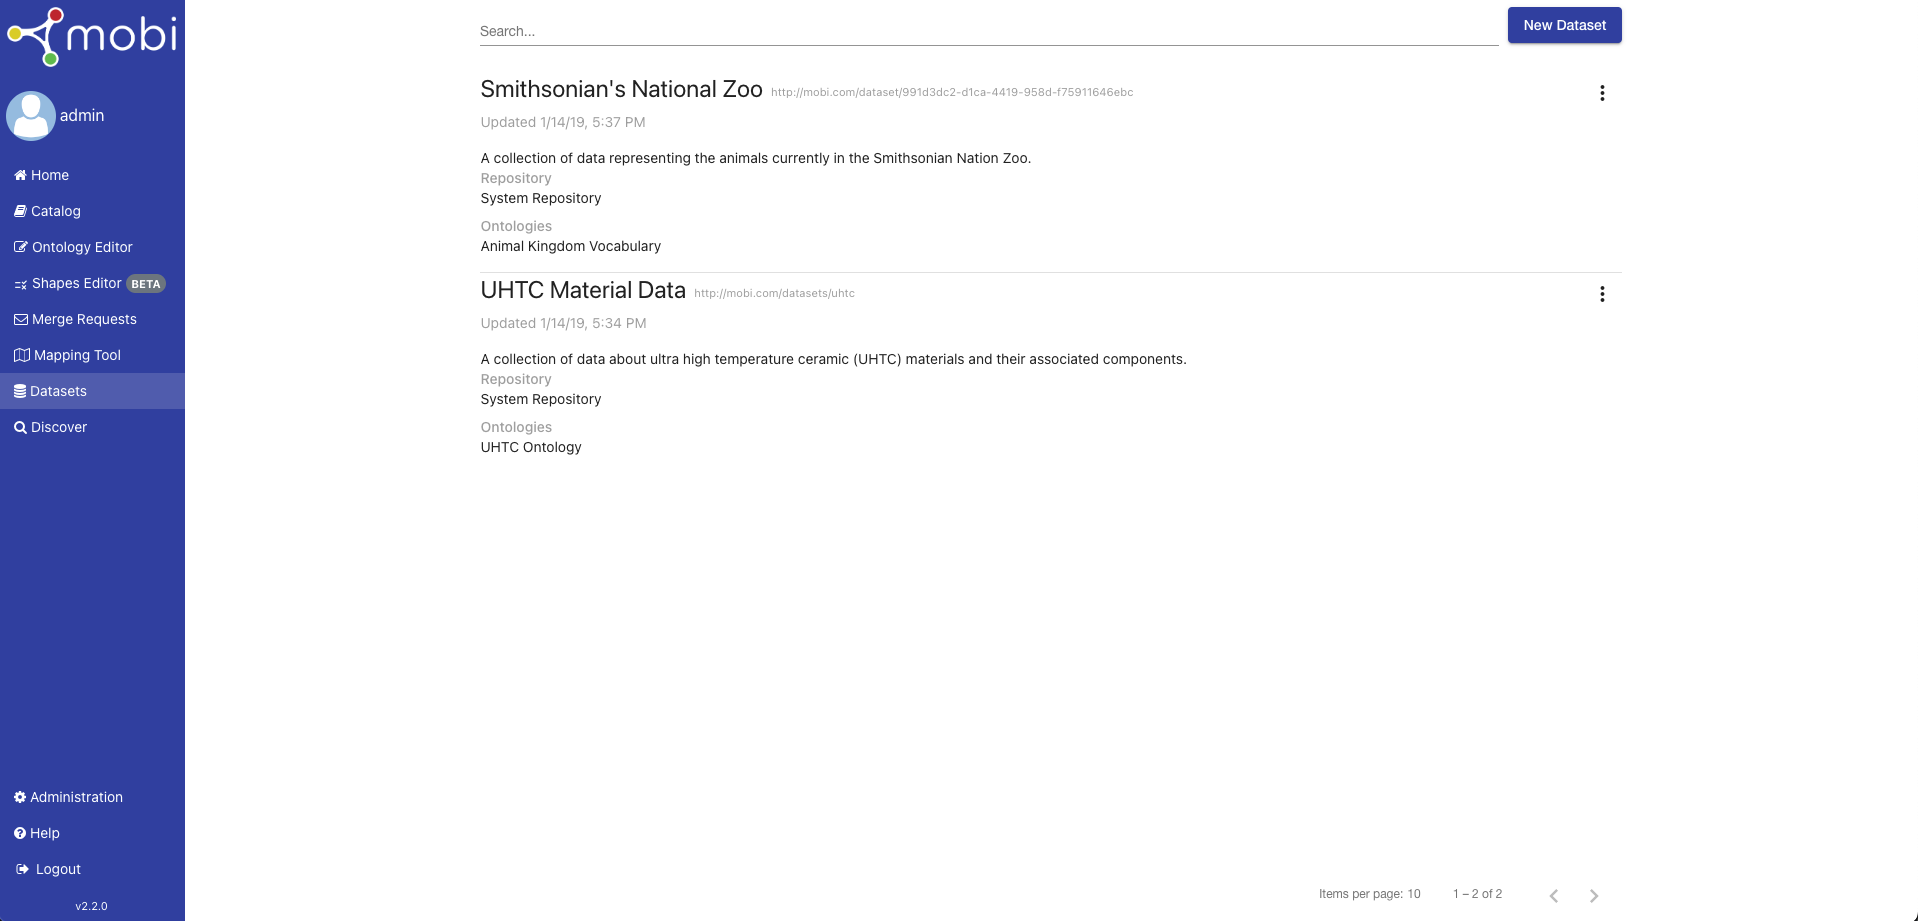 mobi
admin
Home
Catalog
Ontology Editor
Shapes Editor BETA
Merge Requests
Mapping Tool
Datasets
Discover
Administration
Help
Logout
v2.2.0
Search...
New Dataset
Smithsonian's National Zoo http://mobi.com/dataset/991d3dc2-d1ca-4419-958d-f75911646ebc
Updated 1/14/19, 5:37 PM
A collection of data representing the animals currently in the Smithsonian Nation Zoo.
Repository
System Repository
Ontologies
Animal Kingdom Vocabulary
UHTC Material Data http://mobi.com/datasets/uhtc
Updated 1/14/19, 5:34 PM
A collection of data about ultra high temperature ceramic (UHTC) materials and their associated components.
Repository
System Repository
Ontologies
UHTC Ontology
Items per page: 10 1 – 2 of 2